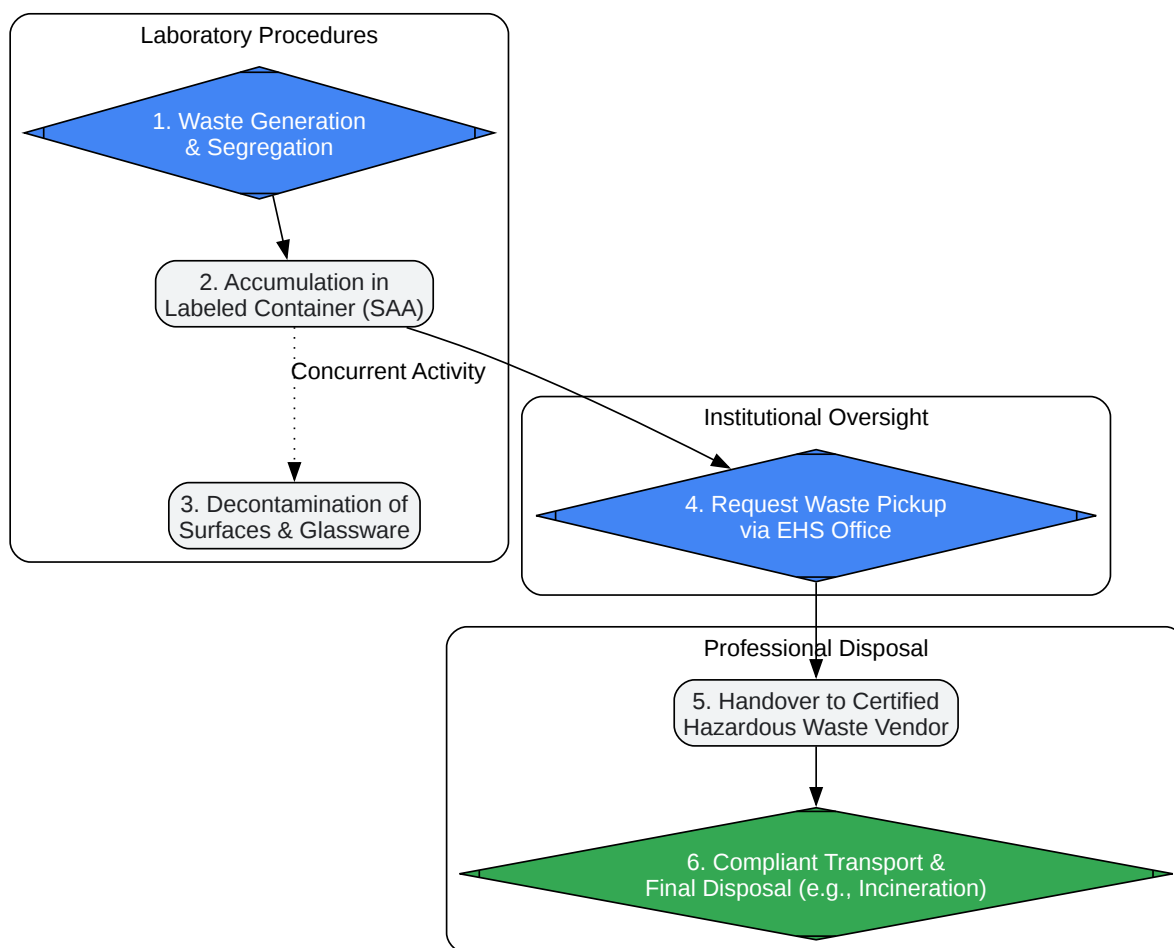 Laboratory Procedures
1. Waste Generation
& Segregation
2. Accumulation in
Labeled Container (SAA)
Concurrent Activity
3. Decontamination of
Surfaces & Glassware
Institutional Oversight
4. Request Waste Pickup
via EHS Office
Professional Disposal
5. Handover to Certified
Hazardous Waste Vendor
6. Compliant Transport &
Final Disposal (e.g., Incineration)